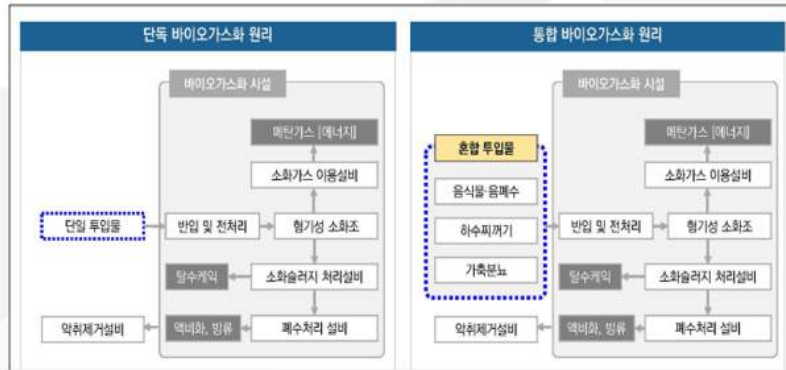 단독 바이오가스화 원리
바이오가스화 시설
메탄가스 [에너지]
소화가스 이용설비
단일 투입물
반입 및 전처리
혐기성 소화조
탈수케익
소화슬러지 처리설비
악취제거설비
액비화, 방류
폐수처리 설비
통합 바이오가스화 원리
바이오가스화 시설
메탄가스 [에너지]
혼합 투입물
소화가스 이용설비
음식물·음폐수
하수찌꺼기
반입 및 전처리
혐기성 소화조
가축분뇨
탈수케익
소화슬러지 처리설비
악취제거설비
액비화, 방류
폐수처리 설비